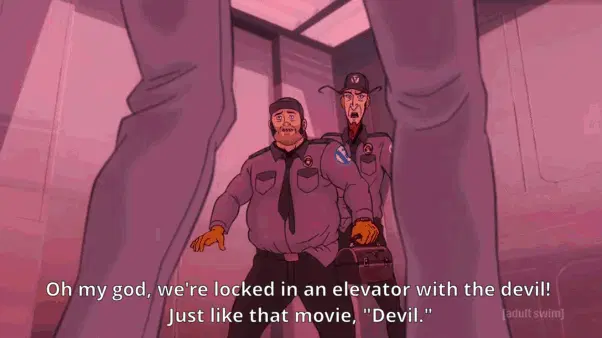 Oh my god, we're locked in an elevator with the devil!
Just like that movie, "Devil."
[adult swim]